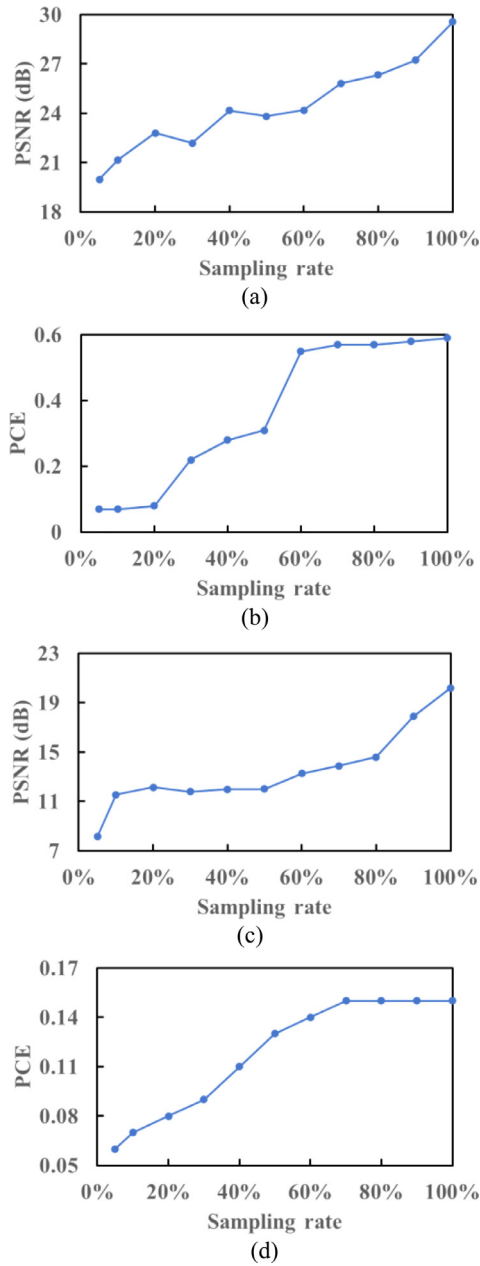 30
27
24
21
18
PSNR (dB)
0% 20% 40% 60% 80% 100%
Sampling rate
(a)
0.6
0.4
0.2
0
PCE
0% 20% 40% 60% 80% 100%
Sampling rate
(b)
23
19
15
11
7
PSNR (dB)
0% 20% 40% 60% 80% 100%
Sampling rate
(c)
0.17
0.14
0.11
0.08
0.05
PCE
0% 20% 40% 60% 80% 100%
Sampling rate
(d)